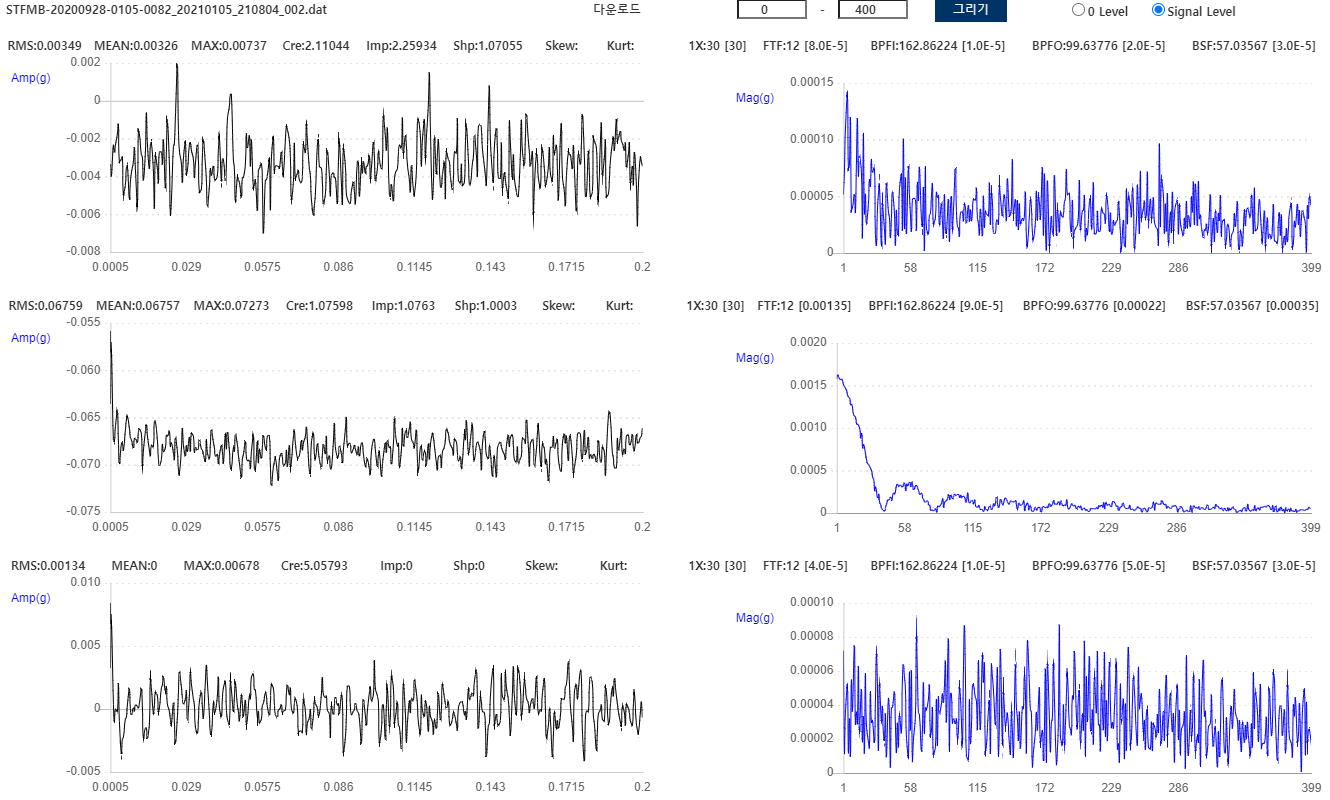 STFMB-20200928-0105-0082_20210105_210804_002.dat 다운로드 0 - 400 그리기 0 Level Signal Level
RMS:0.00349 MEAN:0.00326 MAX:0.00737 Cre:2.11044 Imp:2.25934 Shp:1.07055 Skew: Kurt:
Amp(g)
0.002
0
-0.002
-0.004
-0.006
-0.008
0.0005 0.029 0.0575 0.086 0.1145 0.143 0.1715 0.2
1X:30 [30] FTF:12 [8.0E-5] BPFI:162.86224 [1.0E-5] BPFO:99.63776 [2.0E-5] BSF:57.03567 [3.0E-5]
Mag(g)
0.00015
0.00010
0.00005
0
1 58 115 172 229 286 399
RMS:0.06759 MEAN:0.06757 MAX:0.07273 Cre:1.07598 Imp:1.0763 Shp:1.0003 Skew: Kurt:
Amp(g)
-0.055
-0.060
-0.065
-0.070
-0.075
0.0005 0.029 0.0575 0.086 0.1145 0.143 0.1715 0.2
1X:30 [30] FTF:12 [0.00135] BPFI:162.86224 [9.0E-5] BPFO:99.63776 [0.00022] BSF:57.03567 [0.00035]
Mag(g)
0.0020
0.0015
0.0010
0.0005
0
1 58 115 172 229 286 399
RMS:0.00134 MEAN:0 MAX:0.00678 Cre:5.05793 Imp:0 Shp:0 Skew: Kurt:
Amp(g)
0.010
0.005
0
-0.005
0.0005 0.029 0.0575 0.086 0.1145 0.143 0.1715 0.2
1X:30 [30] FTF:12 [4.0E-5] BPFI:162.86224 [1.0E-5] BPFO:99.63776 [5.0E-5] BSF:57.03567 [3.0E-5]
Mag(g)
0.00010
0.00008
0.00006
0.00004
0.00002
0
1 58 115 172 229 286 399